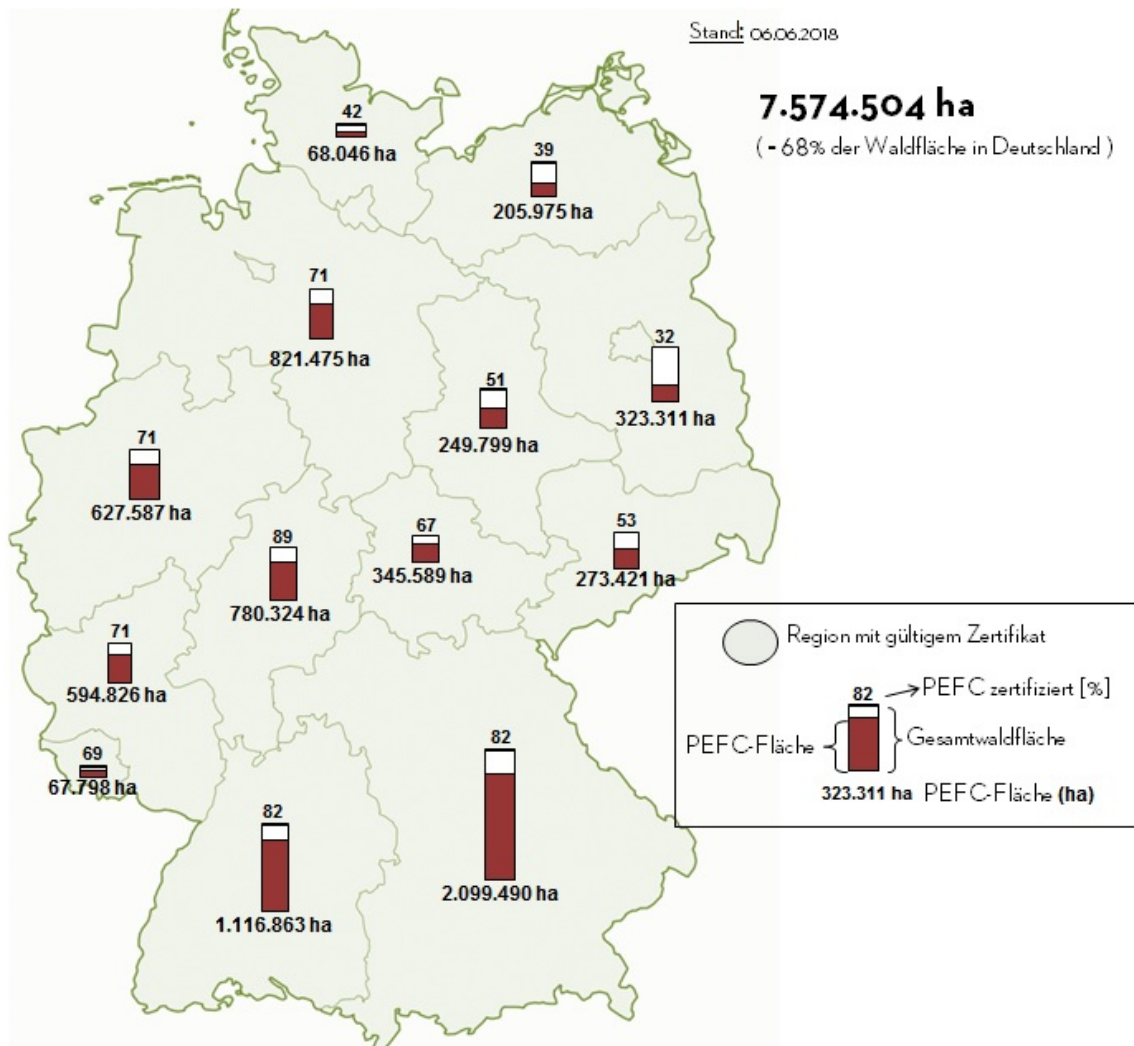 Stand: 06.06.2018
7.574.504 ha
( - 68% der Waldfläche in Deutschland )
42
68.046 ha
39
205.975 ha
71
821.475 ha
32
323.311 ha
51
249.799 ha
71
627.587 ha
89
780.324 ha
67
345.589 ha
53
273.421 ha
71
594.826 ha
69
67.798 ha
82
1.116.863 ha
82
2.099.490 ha
Region mit gültigem Zertifikat
82
PEFC zertifiziert [%]
PEFC-Fläche
Gesamtwaldfläche
323.311 ha PEFC-Fläche (ha)